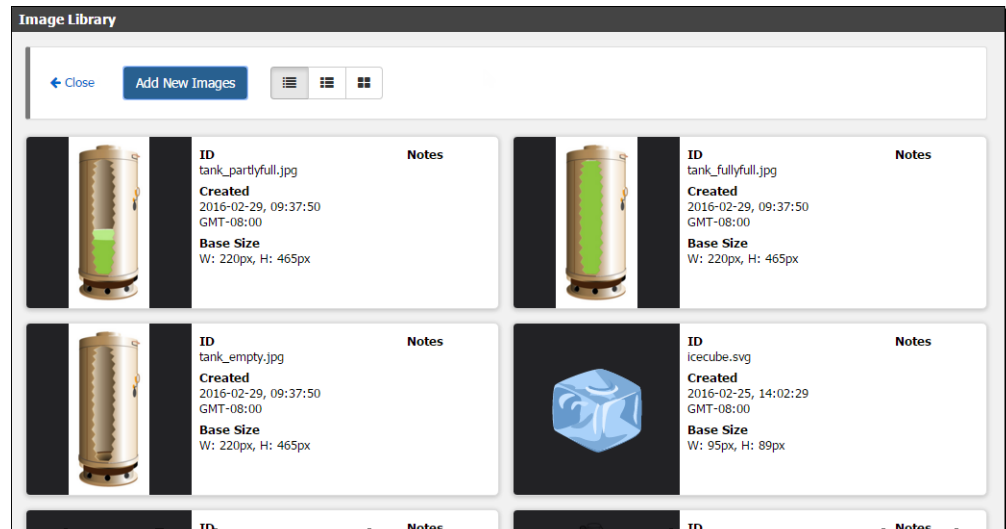 Image Library
Close
Add New Images
ID
tank_partlyfull.jpg
Created
2016-02-29, 09:37:50
GMT-08:00
Base Size
W: 220px, H: 465px
Notes
ID
tank_fullyfull.jpg
Created
2016-02-29, 09:37:50
GMT-08:00
Base Size
W: 220px, H: 465px
Notes
ID
tank_empty.jpg
Created
2016-02-29, 09:37:50
GMT-08:00
Base Size
W: 220px, H: 465px
Notes
ID
icecube.svg
Created
2016-02-25, 14:02:29
GMT-08:00
Base Size
W: 95px, H: 89px
Notes
ID
Notes
ID
Notes